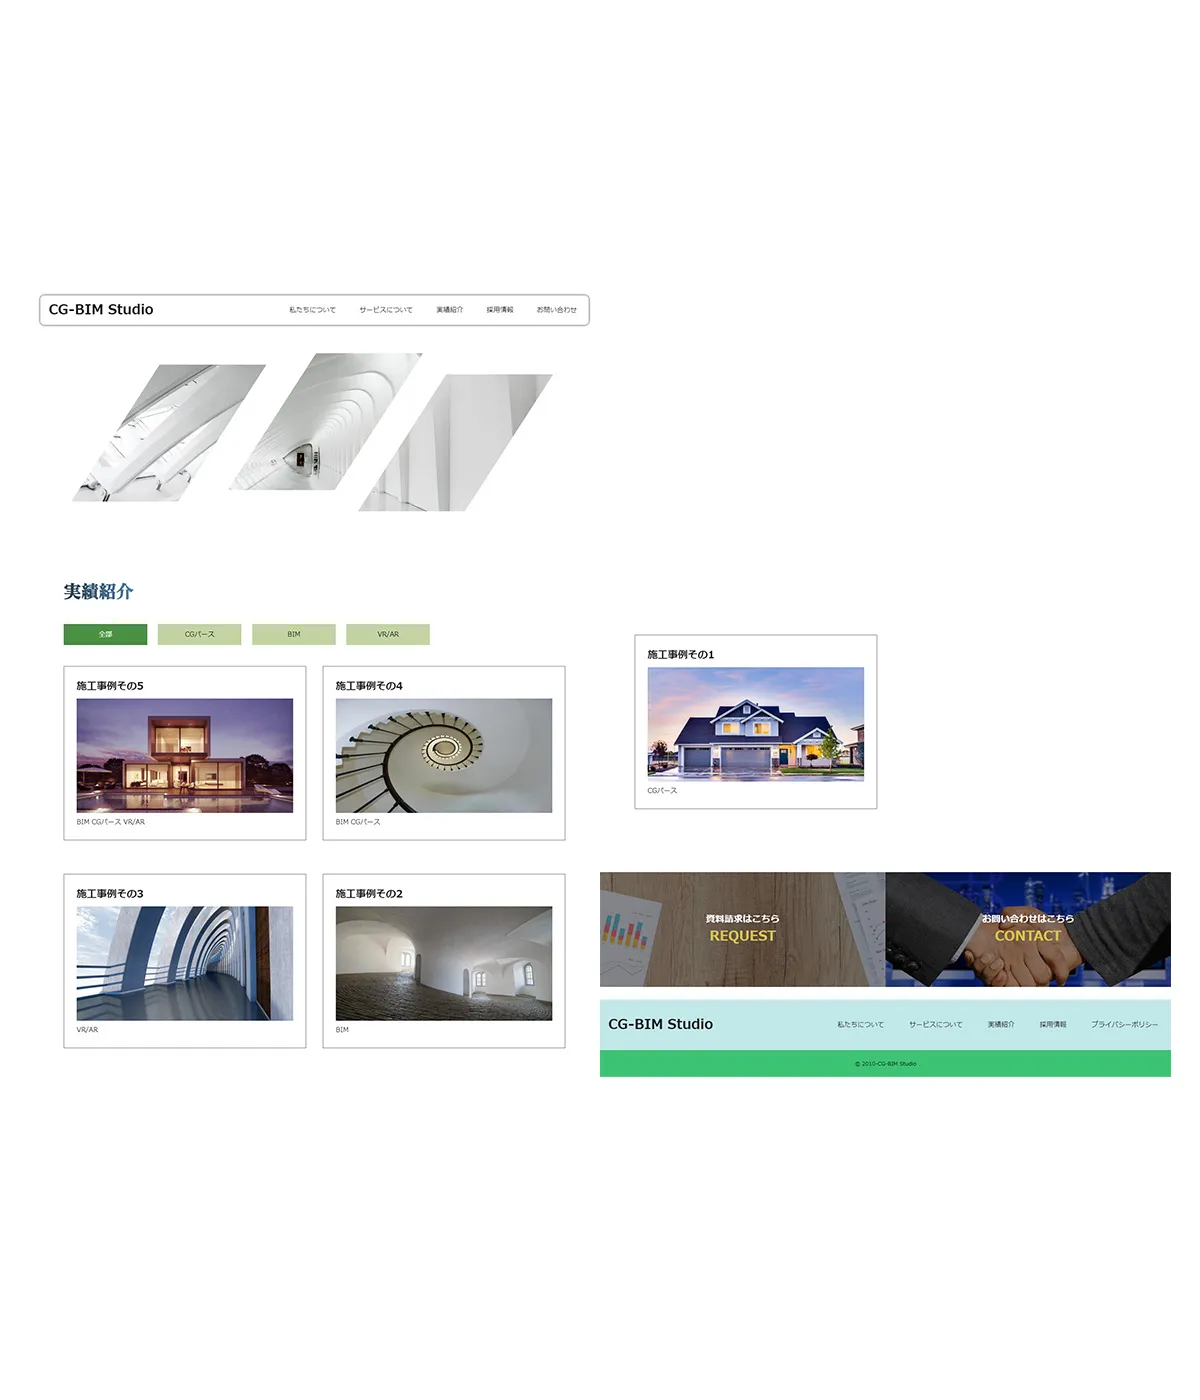 CG-BIM Studio
私たちについて サービスについて 実績紹介 採用情報 お問い合わせ
実績紹介
全部 CGパース BIM VR/AR
施工事例その5
BIM CGパース VR/AR
施工事例その4
BIM CGパース
施工事例その3
VR/AR
施工事例その2
BIM
施工事例その1
CGパース
資料請求はこちら
REQUEST
お問い合わせはこちら
CONTACT
CG-BIM Studio
私たちについて サービスについて 実績紹介 採用情報 プライバシーポリシー
© 2010-CG-BIM Studio